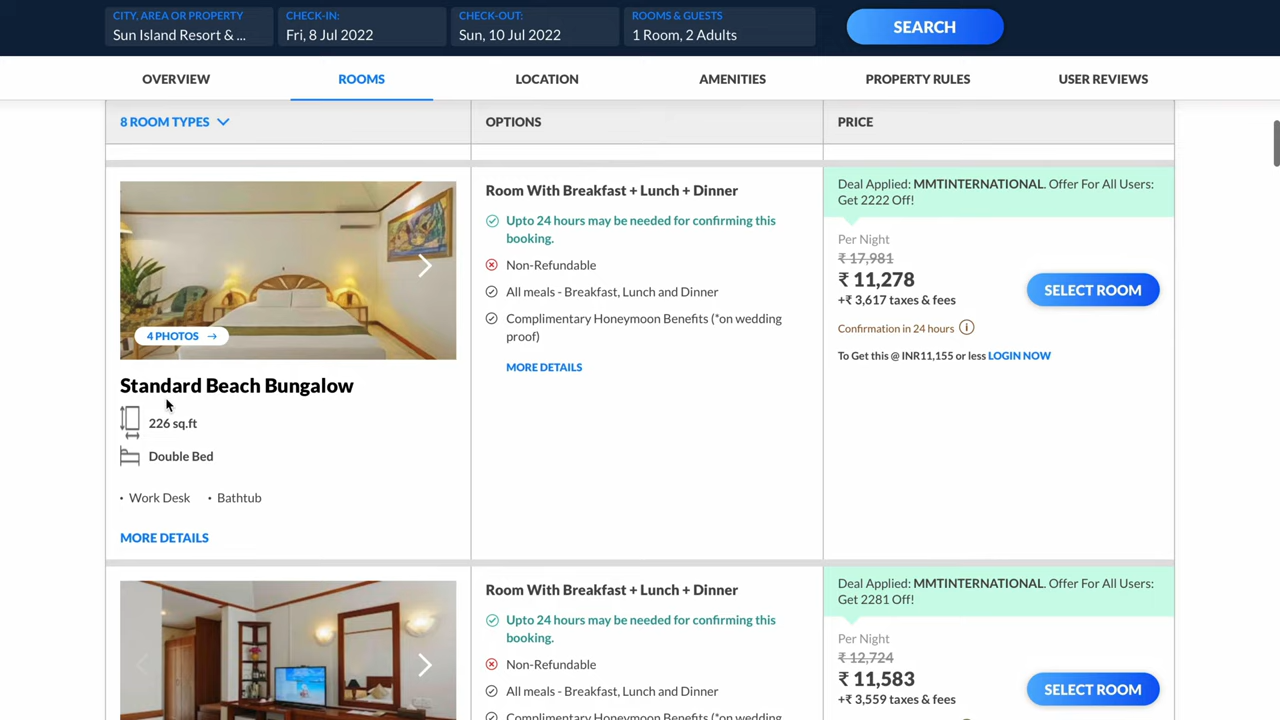 CITY, AREA OR PROPERTY
Sun Island Resort & ...
CHECK-IN:
Fri, 8 Jul 2022
CHECK-OUT:
Sun, 10 Jul 2022
ROOMS & GUESTS
1 Room, 2 Adults
SEARCH
OVERVIEW
ROOMS
LOCATION
AMENITIES
PROPERTY RULES
USER REVIEWS
8 ROOM TYPES
OPTIONS
PRICE
4 PHOTOS →
Standard Beach Bungalow
226 sq.ft
Double Bed
• Work Desk • Bathtub
MORE DETAILS
Room With Breakfast + Lunch + Dinner
Upto 24 hours may be needed for confirming this
booking.
Non-Refundable
All meals - Breakfast, Lunch and Dinner
Complimentary Honeymoon Benefits (*on wedding
proof)
MORE DETAILS
Deal Applied: MMTINTERNATIONAL. Offer For All Users:
Get 2222 Off!
Per Night
₹ 17,981
₹ 11,278
+₹ 3,617 taxes & fees
SELECT ROOM
Confirmation in 24 hours
To Get this @ INR11,155 or less LOGIN NOW
Room With Breakfast + Lunch + Dinner
Upto 24 hours may be needed for confirming this
booking.
Non-Refundable
All meals - Breakfast, Lunch and Dinner
Complimentary Honeymoon Benefits (*on wedding
Deal Applied: MMTINTERNATIONAL. Offer For All Users:
Get 2281 Off!
Per Night
₹ 12,724
₹ 11,583
+₹ 3,559 taxes & fees
SELECT ROOM